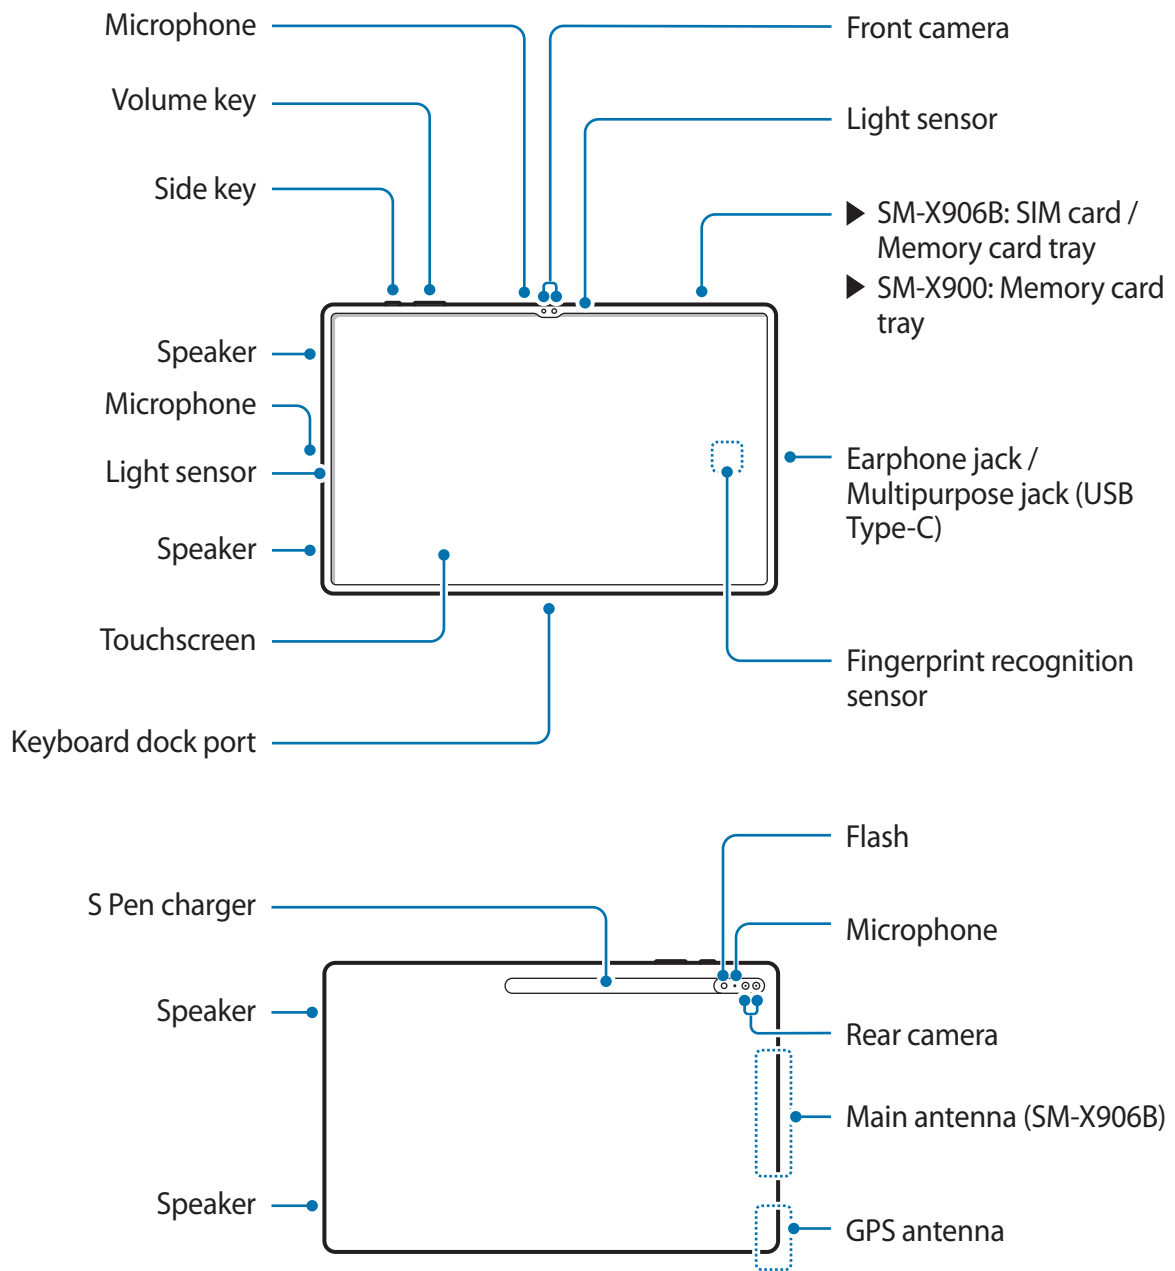 Microphone
Front camera
Volume key
Light sensor
Side key
▶ SM-X906B: SIM card /
Memory card tray
▶ SM-X900: Memory card
tray
Speaker
Microphone
Light sensor
Earphone jack /
Multipurpose jack (USB
Type-C)
Speaker
Touchscreen
Fingerprint recognition
sensor
Keyboard dock port
Flash
S Pen charger
Microphone
Speaker
Rear camera
Main antenna (SM-X906B)
Speaker
GPS antenna